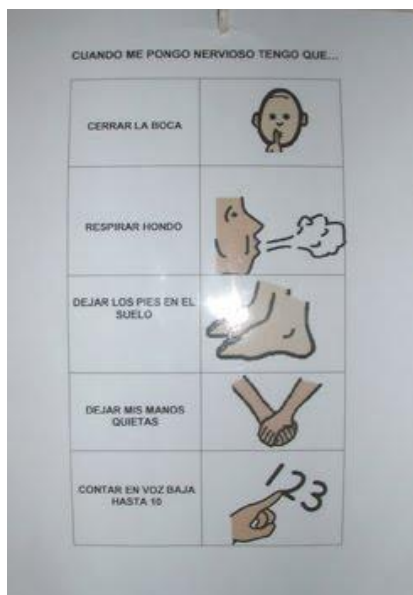 CUANDO ME PONGO NERVIOSO TENGO QUE...
CERRAR LA BOCA
RESPIRAR HONDO
DEJAR LOS PIES EN EL
SUELO
DEJAR MIS MANOS
QUIETAS
CONTAR EN VOZ BAJA
HASTA 10
123